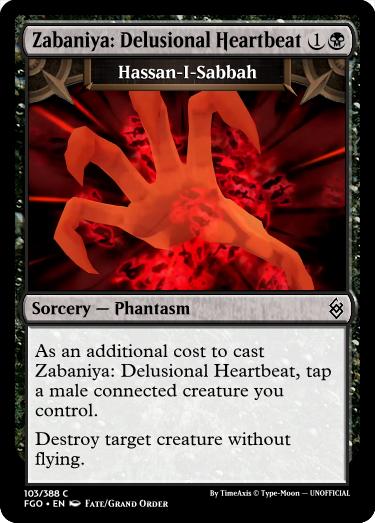 Zabaniya: Delusional Heartbeat 1
Hassan-I-Sabbah
Sorcery — Phantasm
As an additional cost to cast
Zabaniya: Delusional Heartbeat, tap
a male connected creature you
control.
Destroy target creature without
flying.
103/388 C
FGO • EN Fate/Grand Order
By TimeAxis © Type-Moon — UNOFFICIAL